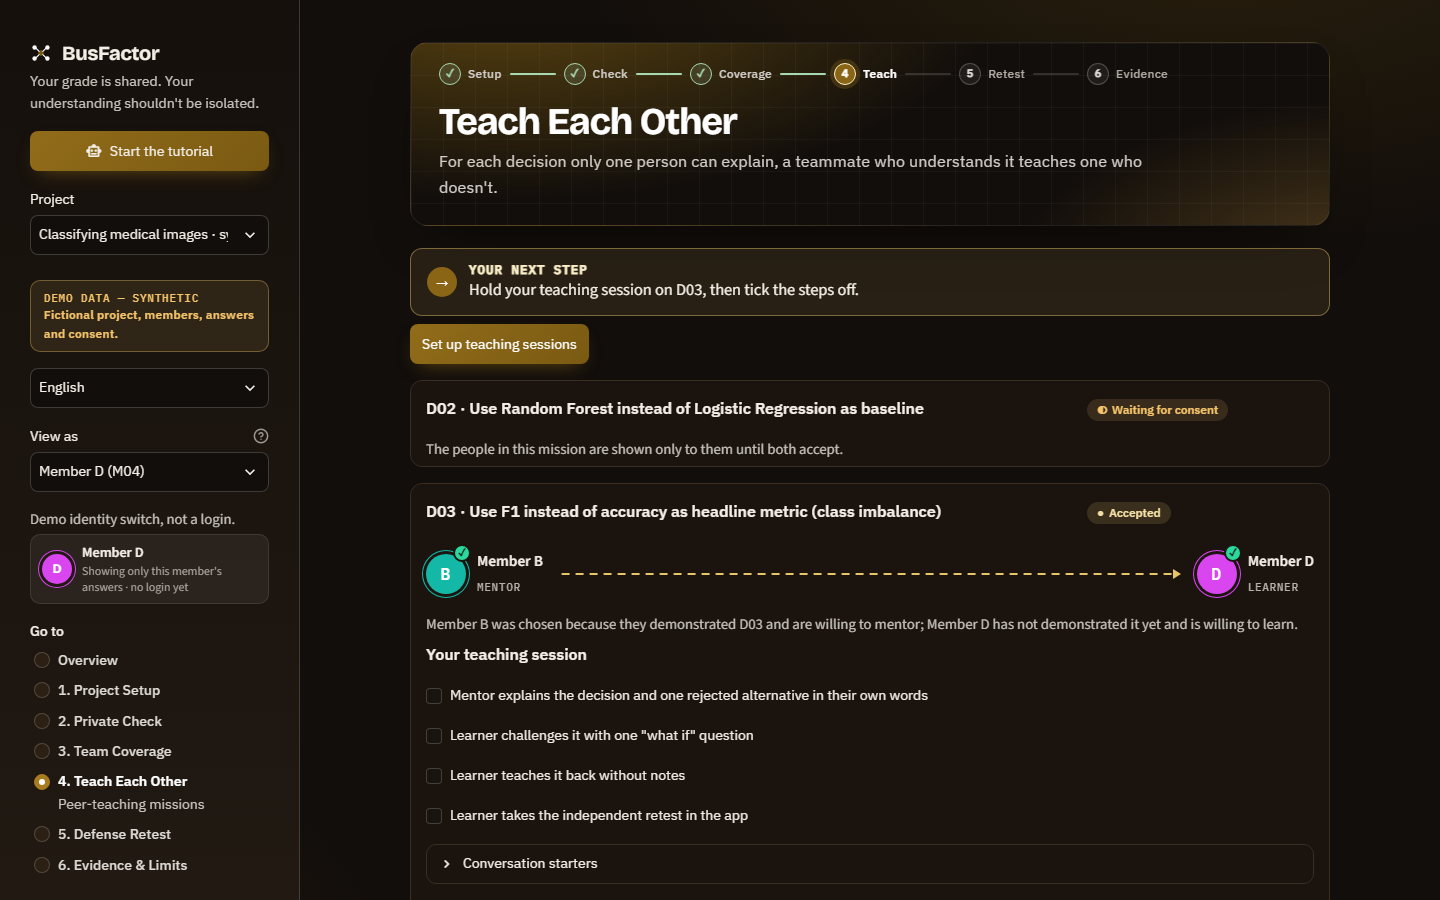 BusFactor
Your grade is shared. Your
understanding shouldn't be isolated.
Start the tutorial
Project
Classifying medical images · sy
DEMO DATA — SYNTHETIC
Fictional project, members, answers
and consent.
English
View as
Member D (M04)
Demo identity switch, not a login.
D
Member D
Showing only this member's
answers · no login yet
Go to
Overview
1. Project Setup
2. Private Check
3. Team Coverage
4. Teach Each Other
Peer-teaching missions
5. Defense Retest
6. Evidence & Limits
✓ Setup ✓ Check ✓ Coverage 4 Teach 5 Retest 6 Evidence
Teach Each Other
For each decision only one person can explain, a teammate who understands it teaches one who
doesn't.
YOUR NEXT STEP
→ Hold your teaching session on D03, then tick the steps off.
Set up teaching sessions
D02 · Use Random Forest instead of Logistic Regression as baseline
Waiting for consent
The people in this mission are shown only to them until both accept.
D03 · Use F1 instead of accuracy as headline metric (class imbalance)
Accepted
B Member B
MENTOR
D Member D
LEARNER
Member B was chosen because they demonstrated D03 and are willing to mentor; Member D has not demonstrated it yet and is willing to learn.
Your teaching session
Mentor explains the decision and one rejected alternative in their own words
Learner challenges it with one "what if" question
Learner teaches it back without notes
Learner takes the independent retest in the app
Conversation starters